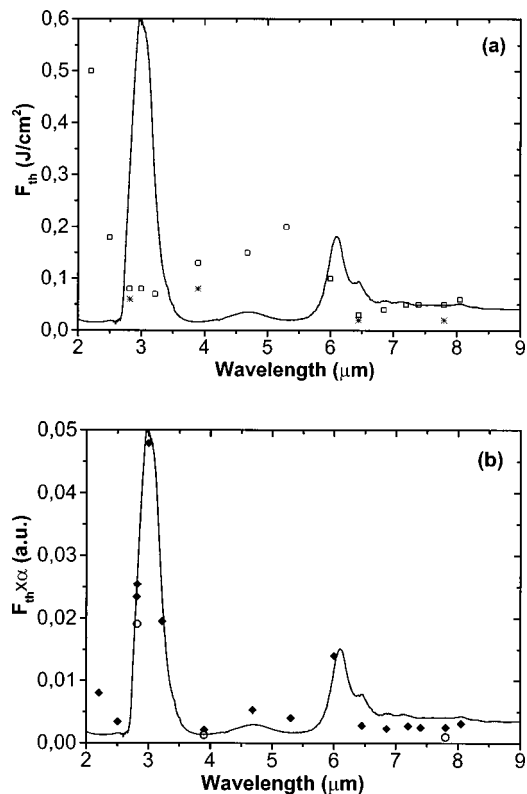 (a)
F_th (J/cm²)
0,6
0,5
0,4
0,3
0,2
0,1
0,0
2 3 4 5 6 7 8 9
Wavelength (μm)
(b)
F_th xα (a.u.)
0,05
0,04
0,03
0,02
0,01
0,00
2 3 4 5 6 7 8 9
Wavelength (μm)